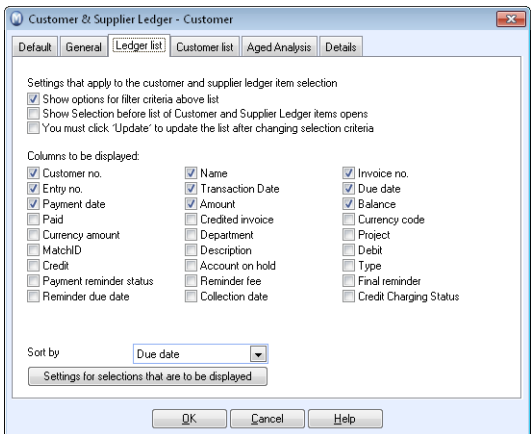 Customer & Supplier Ledger - Customer
Default General Ledger list Customer list Aged Analysis Details
Settings that apply to the customer and supplier ledger item selection
Show options for filter criteria above list
Show Selection before list of Customer and Supplier Ledger items opens
You must click 'Update' to update the list after changing selection criteria
Columns to be displayed:
Customer no. Name Invoice no.
Entry no. Transaction Date Due date
Payment date Amount Balance
Paid Credited invoice Currency code
Currency amount Department Project
MatchID Description Debit
Credit Account on hold Type
Payment reminder status Reminder fee Final reminder
Reminder due date Collection date Credit Charging Status
Sort by Due date
Settings for selections that are to be displayed
OK Cancel Help